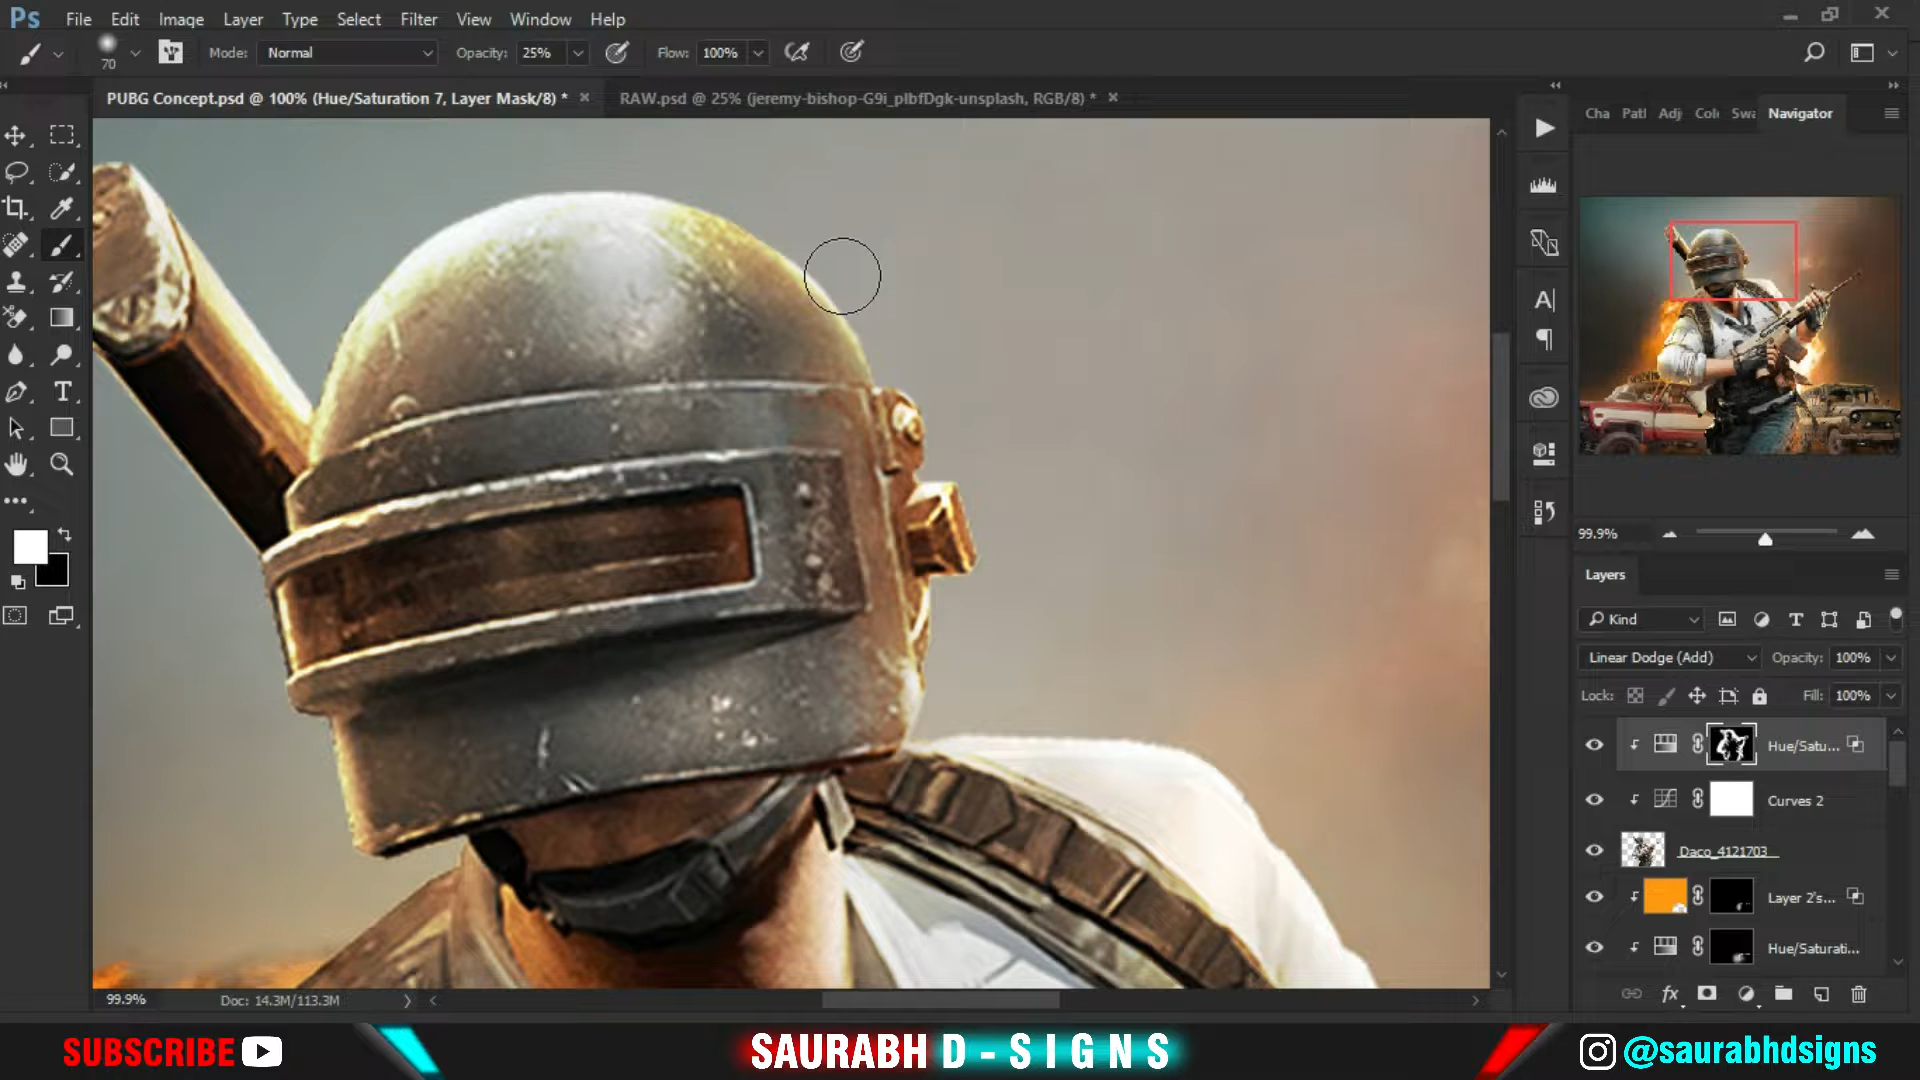 Ps File Edit Image Layer Type Select Filter View Window Help
70 Mode: Normal Opacity: 25% Flow: 100%
PUBG Concept.psd @ 100% (Hue/Saturation 7, Layer Mask/8) * × RAW.psd @ 25% (jeremy-bishop-G9i_plbfDgk-unsplash, RGB/8) * ×
Cha Patl Adj Col Swa Navigator
99.9%
Layers
Kind
Linear Dodge (Add) Opacity: 100%
Lock: Fill: 100%
Hue/Satu...
Curves 2
Daco_4121703
Layer 2's...
Hue/Saturati...
99.9% Doc: 14.3M/113.3M
fx
SUBSCRIBE SAURABH D-SIGNS @saurabhdsigns